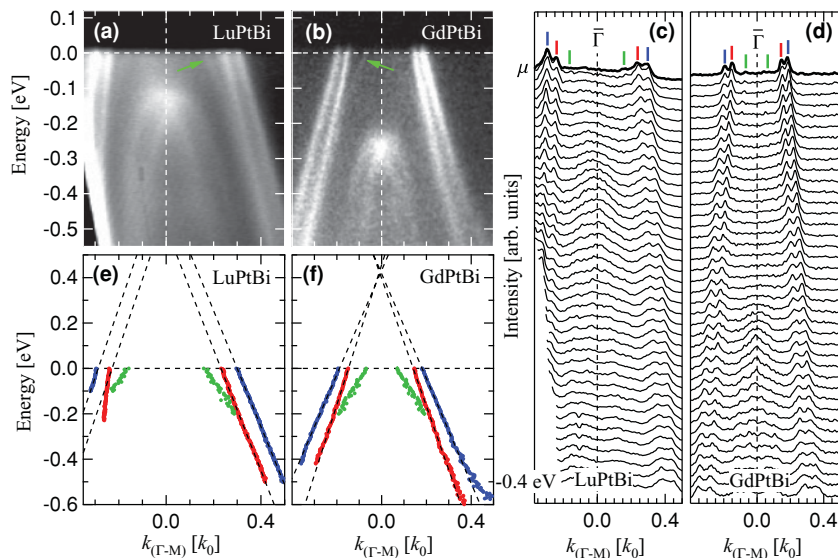 (a) LuPtBi
(b) GdPtBi
(c)
(d)
Γ̄
Γ̄
μ
0.1
0.0
-0.1
-0.2
-0.3
-0.4
-0.5
Energy [eV]
(e) LuPtBi
(f) GdPtBi
0.4
0.2
0.0
-0.2
-0.4
-0.6
Energy [eV]
0.0 0.4
0.0 0.4
k(Γ-M) [k0]
k(Γ-M) [k0]
Intensity [arb. units]
-0.4 eV
LuPtBi
GdPtBi
0.0 0.4
0.0 0.4
k(Γ-M) [k0]
k(Γ-M) [k0]